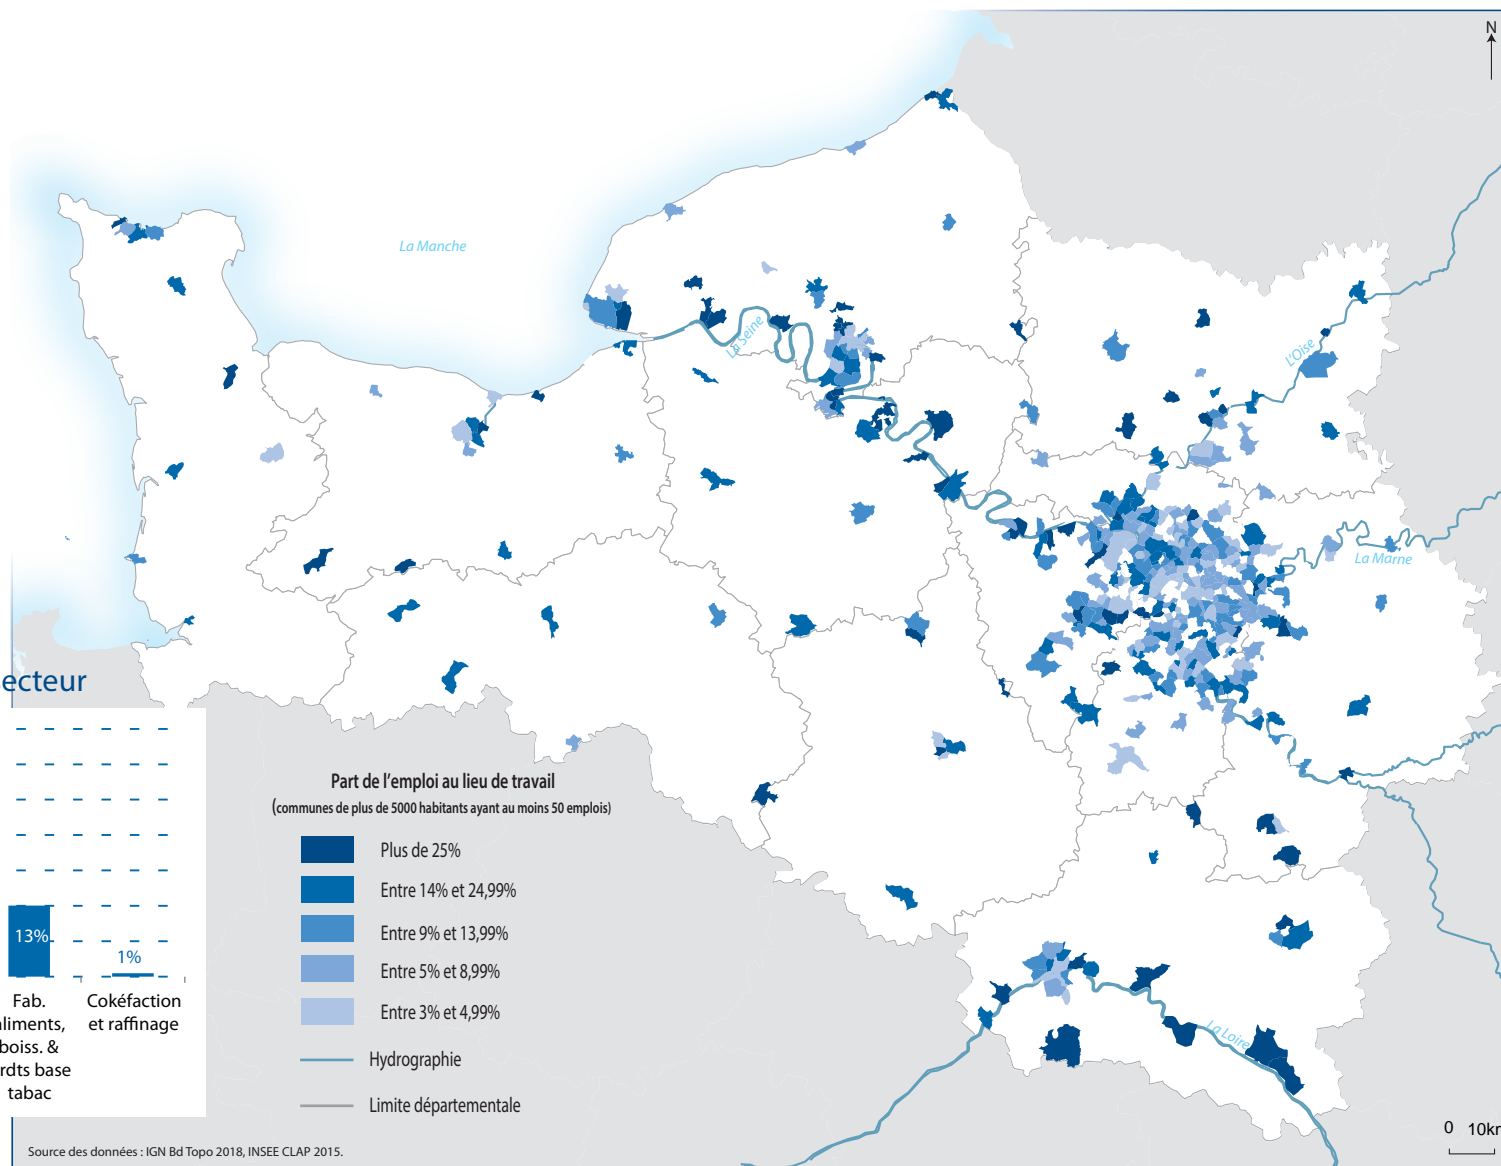 N
La Manche
La Seine
L'Oise
La Marne
ecteur
Part de l'emploi au lieu de travail
(communes de plus de 5000 habitants ayant au moins 50 emplois)
Plus de 25%
Entre 14% et 24,99%
Entre 9% et 13,99%
Entre 5% et 8,99%
Entre 3% et 4,99%
Hydrographie
Limite départementale
13%
1%
Fab.
aliments,
boiss. &
rdts base
tabac
Cokéfaction
et raffinage
La Loire
0 10km
Source des données : IGN Bd Topo 2018, INSEE CLAP 2015.